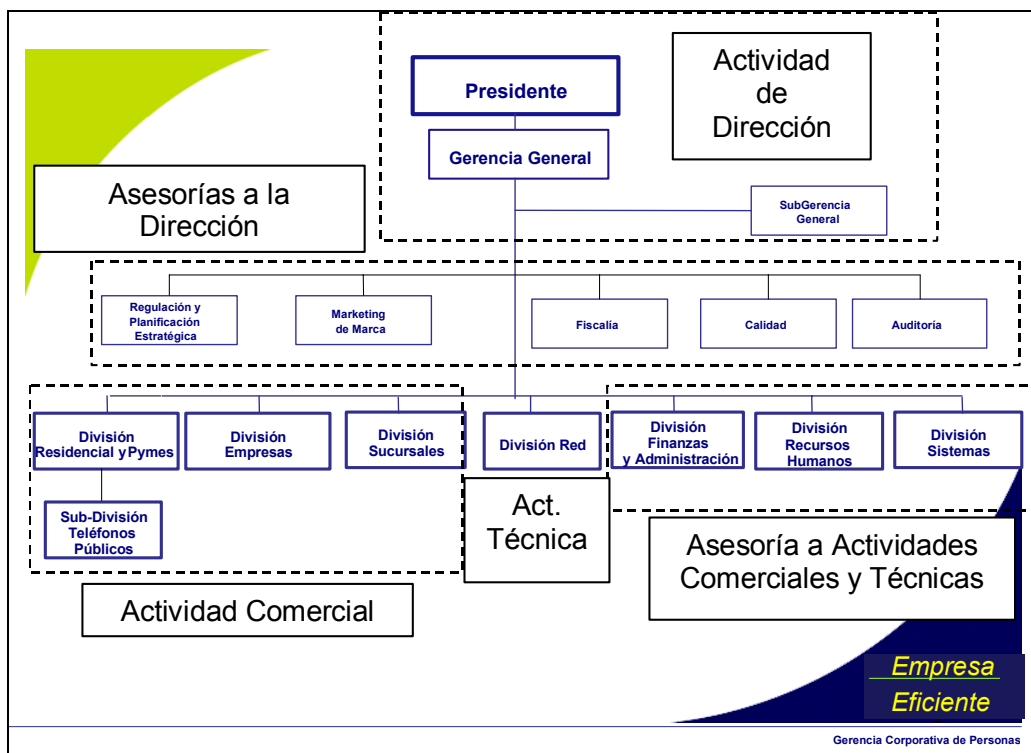 Presidente
Gerencia General
Actividad
de
Dirección
Asesorías a la
Dirección
SubGerencia
General
Regulación y
Planificación
Estratégica
Marketing
de Marca
Fiscalía
Calidad
Auditoría
División
Residencial y Pymes
División
Empresas
División
Sucursales
División Red
División
Finanzas
y Administración
División
Recursos
Humanos
División
Sistemas
Sub-División
Teléfonos
Públicos
Act.
Técnica
Asesoría a Actividades
Comerciales y Técnicas
Actividad Comercial
Empresa
Eficiente
Gerencia Corporativa de Personas